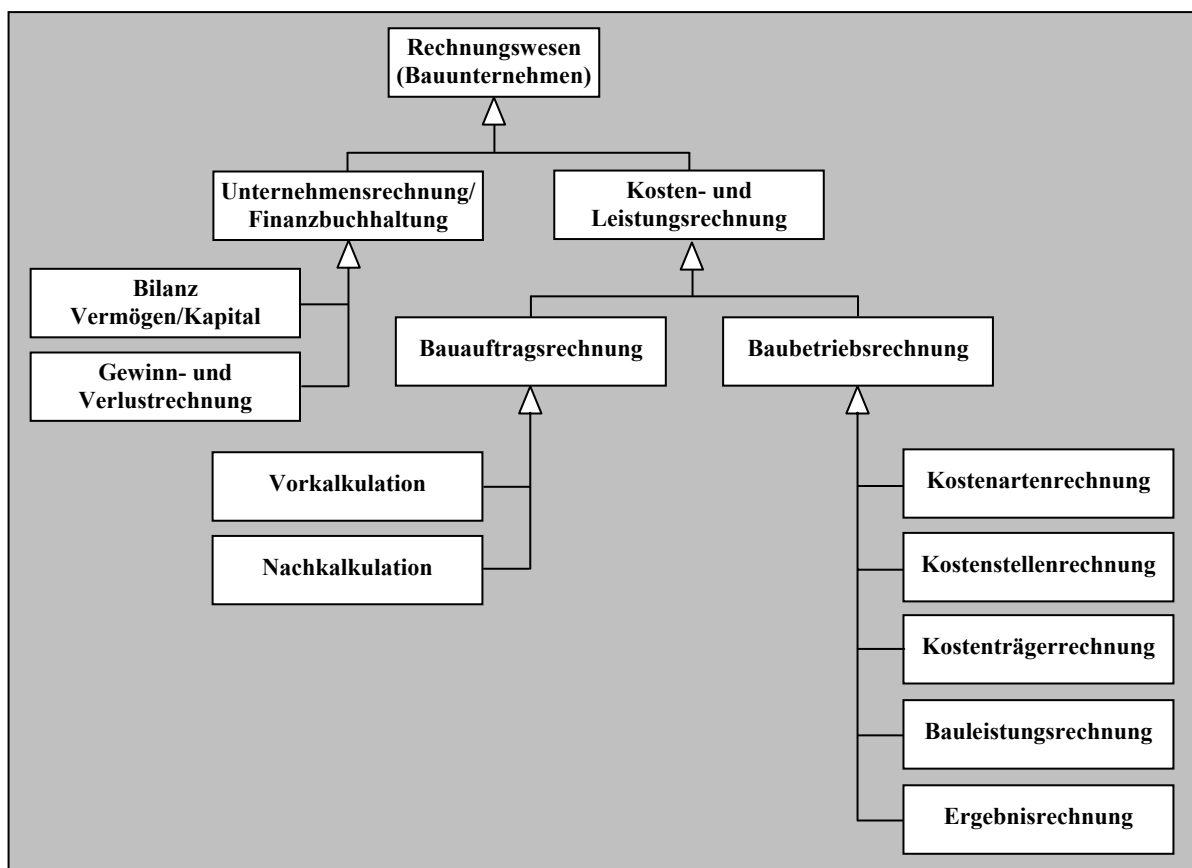 Rechnungswesen
(Bauunternehmen)
Unternehmensrechnung/
Finanzbuchhaltung
Kosten- und
Leistungsrechnung
Bilanz
Vermögen/Kapital
Gewinn- und
Verlustrechnung
Bauauftragsrechnung
Baubetriebsrechnung
Vorkalkulation
Nachkalkulation
Kostenartenrechnung
Kostenstellenrechnung
Kostenträgerrechnung
Bauleistungsrechnung
Ergebnisrechnung